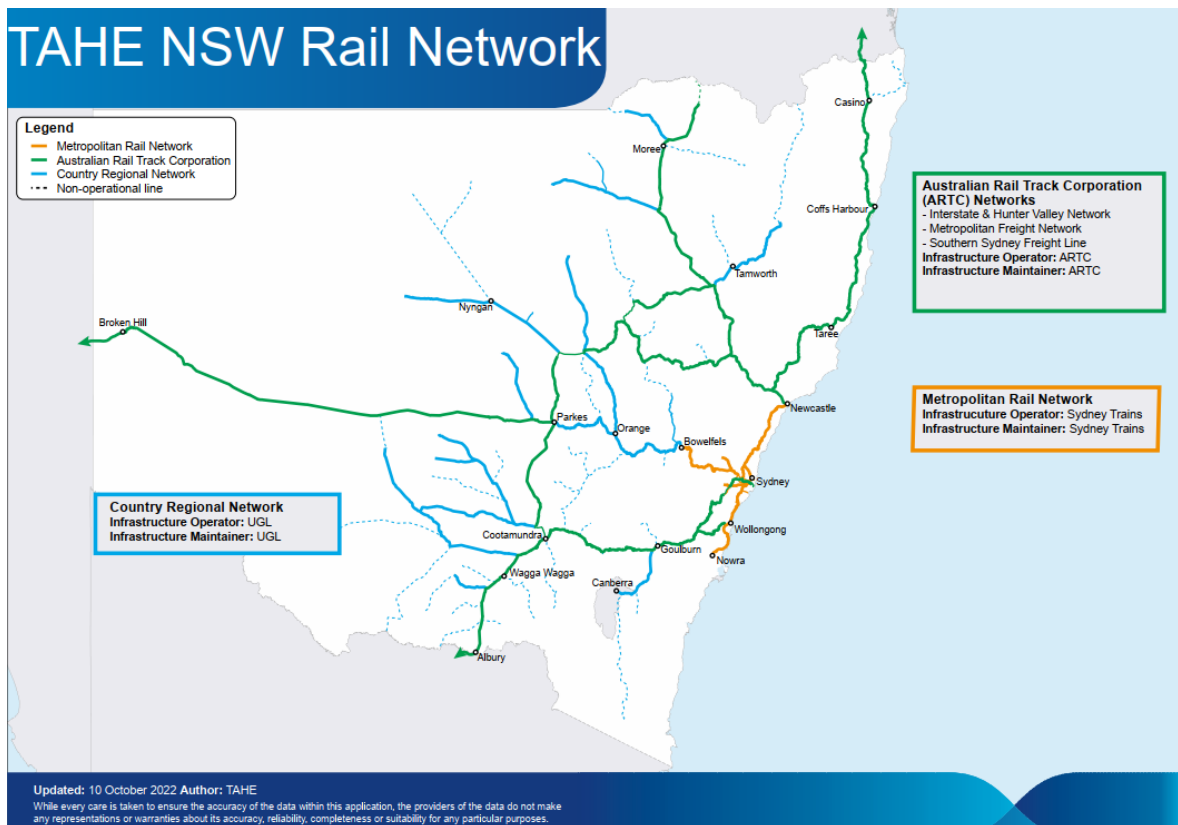 TAHE NSW Rail Network
Legend
Metropolitan Rail Network
Australian Rail Track Corporation
Country Regional Network
Non-operational line
Casino
Moree
Coffs Harbour
Tamworth
Nyngan
Broken Hill
Taree
Newcastle
Parkes
Orange
Bowelfels
Sydney
Cootamundra
Wollongong
Goulburn
Nowra
Wagga Wagga
Canberra
Albury
Australian Rail Track Corporation
(ARTC) Networks
- Interstate & Hunter Valley Network
- Metropolitan Freight Network
- Southern Sydney Freight Line
Infrastructure Operator: ARTC
Infrastructure Maintainer: ARTC
Metropolitan Rail Network
Infrastrucuture Operator: Sydney Trains
Infrastructure Maintainer: Sydney Trains
Country Regional Network
Infrastructure Operator: UGL
Infrastructure Maintainer: UGL
Updated: 10 October 2022 Author: TAHE
While every care is taken to ensure the accuracy of the data within this application, the providers of the data do not make
any representations or warranties about its accuracy, reliability, completeness or suitability for any particular purposes.